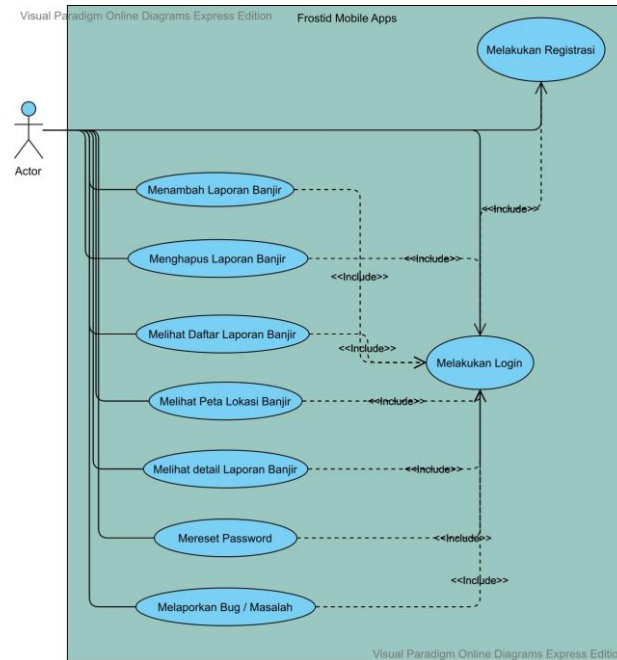 Visual Paradigm Online Diagrams Express Edition
Frostid Mobile Apps
Melakukan Registrasi
Actor
Menambah Laporan Banjir
<<Include>>
Menghapus Laporan Banjir
<<Include>>
<<Include>>
Melihat Daftar Laporan Banjir
<<Include>>
Melakukan Login
Melihat Peta Lokasi Banjir
<<Include>>
Melihat detail Laporan Banjir
<<Include>>
Mereset Password
<<Include>>
Melaporkan Bug / Masalah
<<Include>>
Visual Paradigm Online Diagrams Express Edition